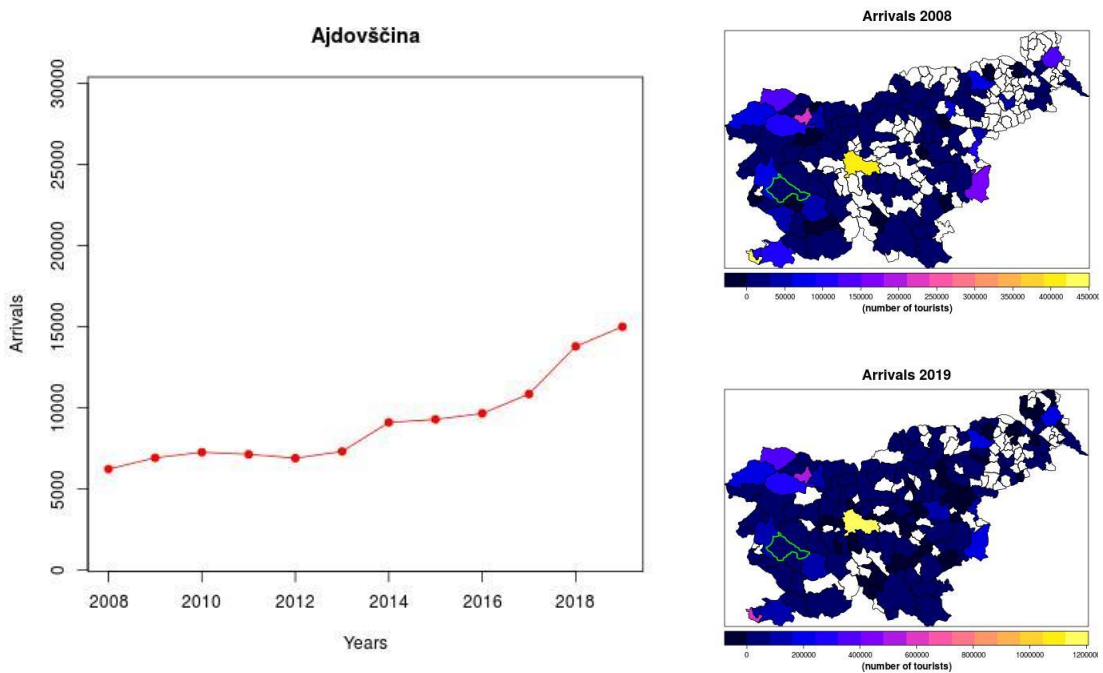 Ajdovščina
30000
25000
20000
15000
10000
5000
0
Arrivals
2008 2010 2012 2014 2016 2018
Years
Arrivals 2008
0 50000 100000 150000 200000 250000 300000 350000 400000 450000
(number of tourists)
Arrivals 2019
0 200000 400000 600000 800000 1000000 1200000
(number of tourists)